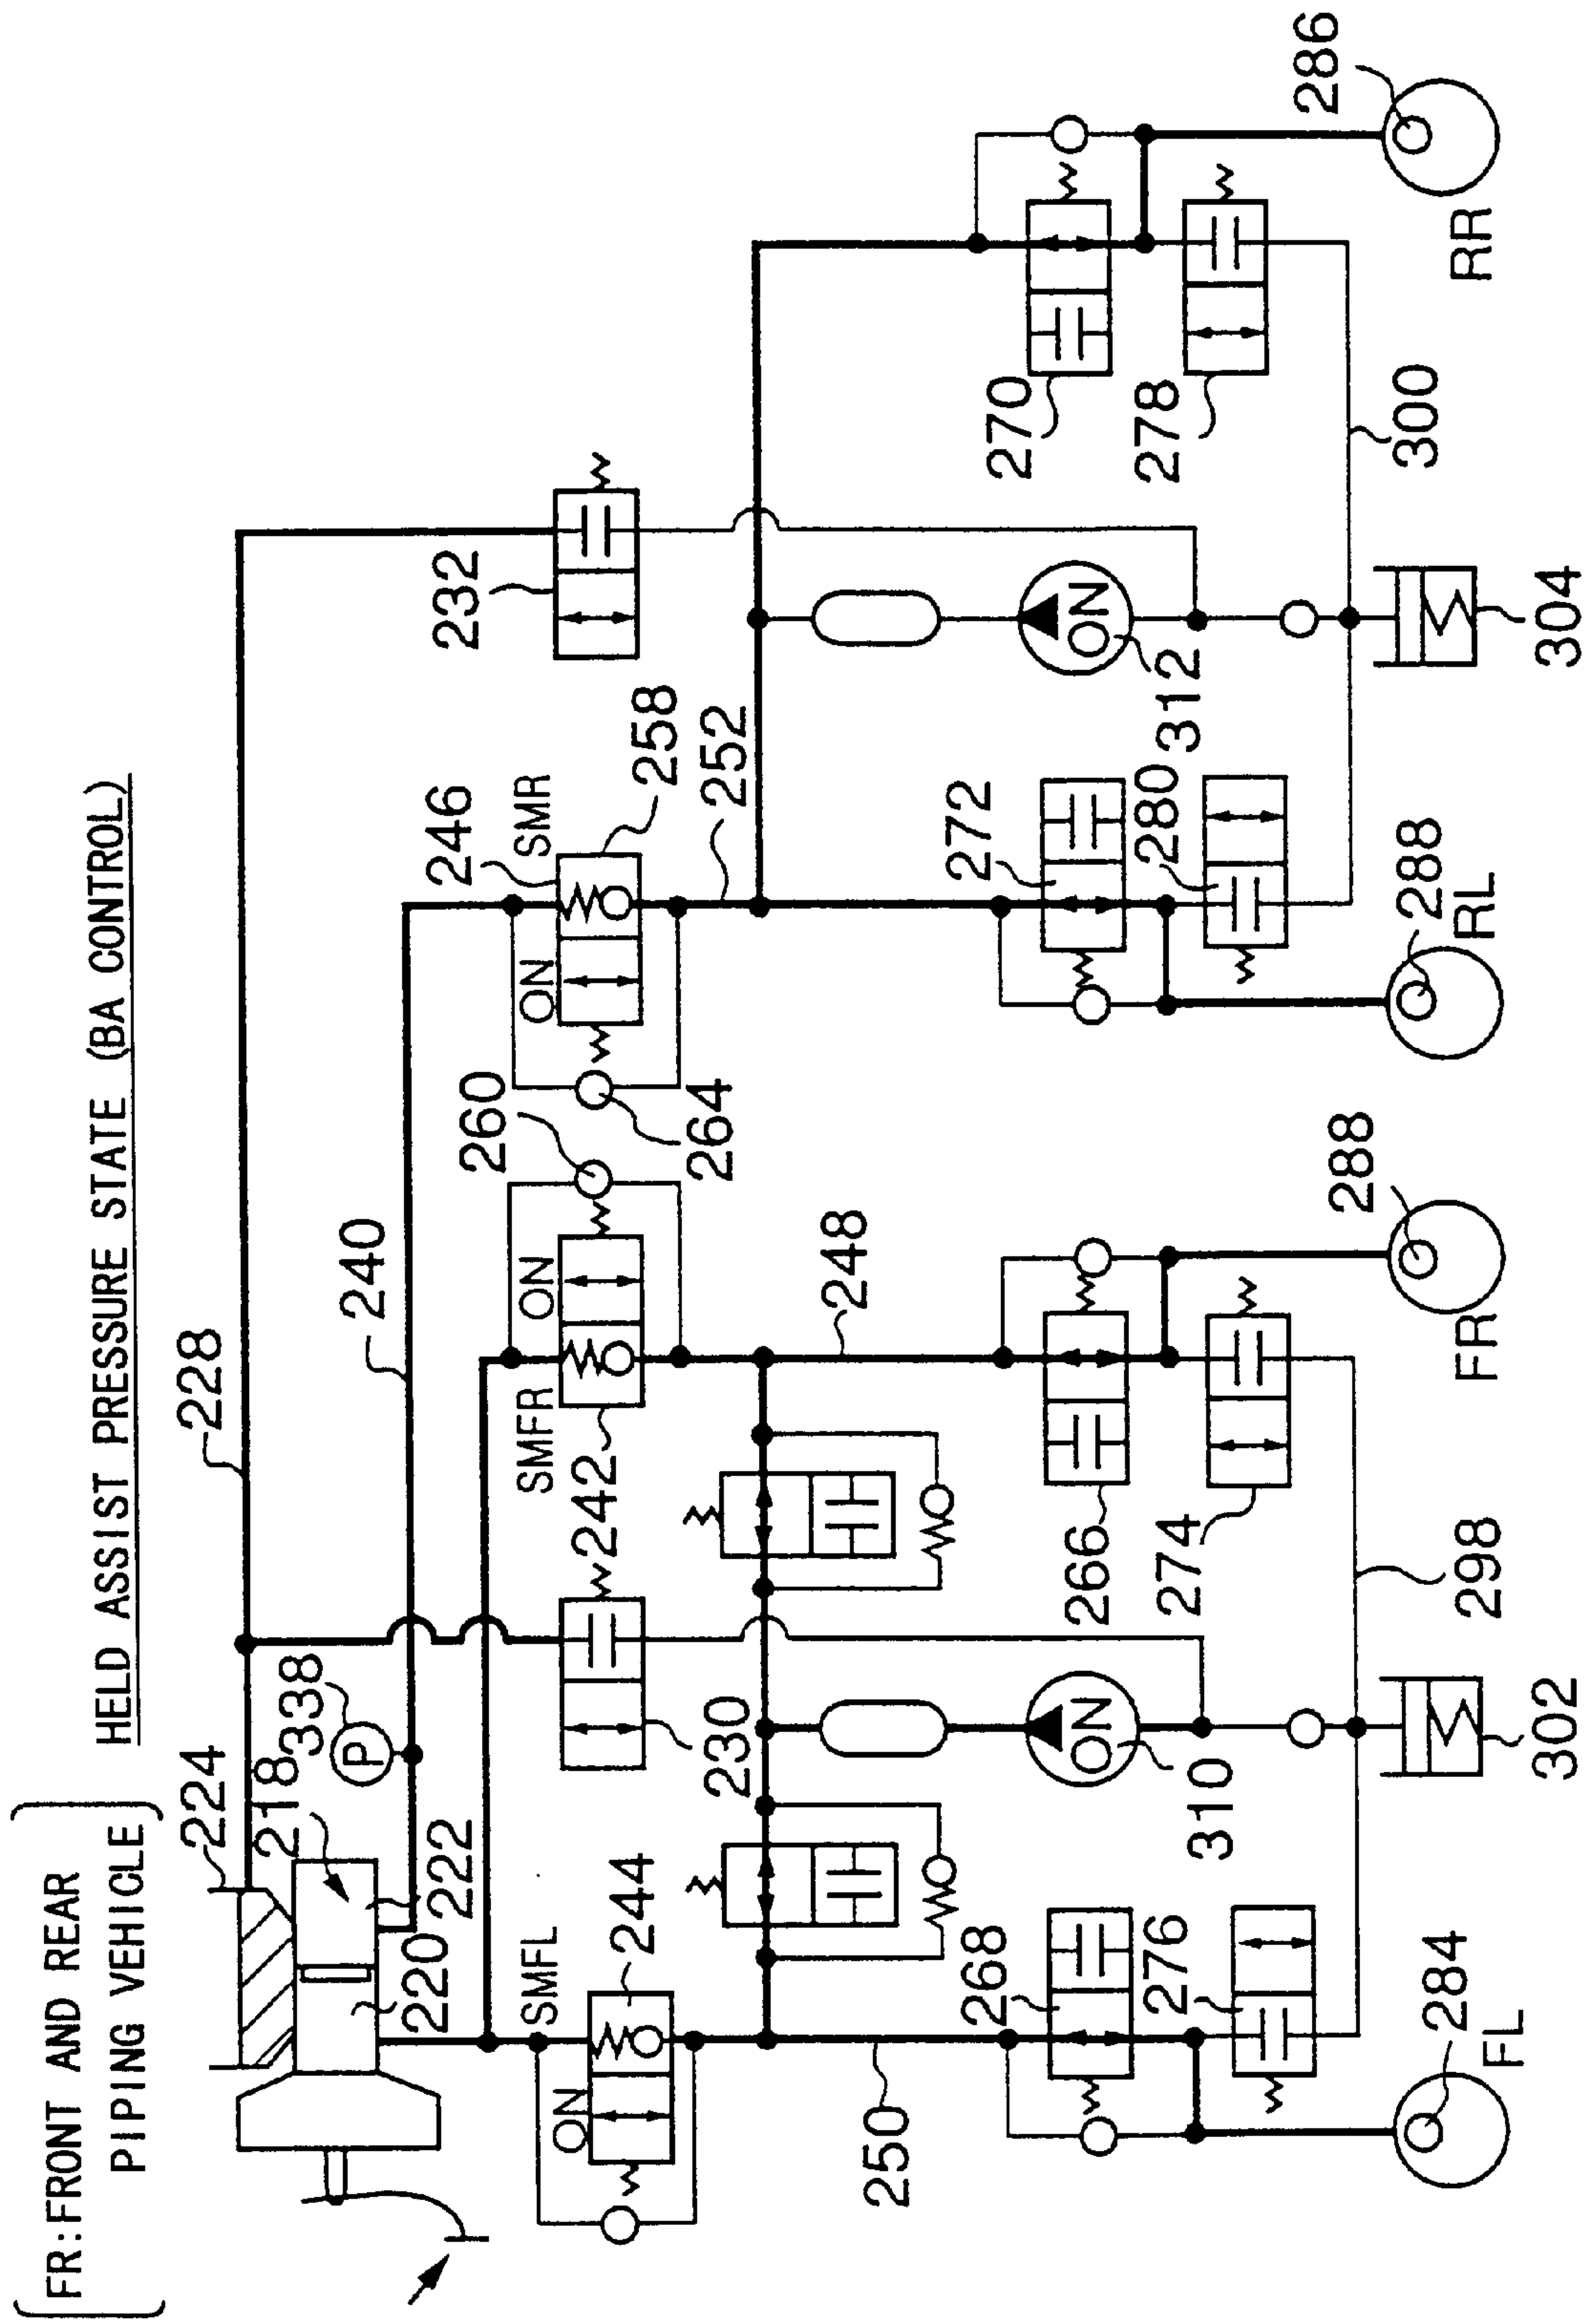 FR:FRONT AND REAR
PIPING VEHICLE
HELD ASSIST PRESSURE STATE (BA CONTROL)
224
218
338
P
228
240
222
220
SMFL
244
ON
230
242
SMFR
ON
260
264
246
SMR
ON
258
252
232
248
250
268
276
310
ON
266
274
272
280
312
ON
270
278
284
FL
302
298
288
FR
288
RL
304
300
286
RR